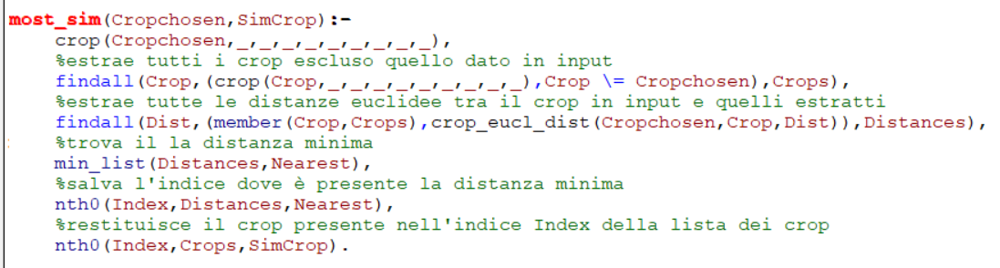 most_sim(Cropchosen,SimCrop):-
    crop(Cropchosen,_,_,_,_,_,_,_,_,_),
    %estrae tutti i crop escluso quello dato in input
    findall(Crop,(crop(Crop,_,_,_,_,_,_,_,_,_),Crop \= Cropchosen),Crops),
    %estrae tutte le distanze euclidee tra il crop in input e quelli estratti
    findall(Dist,(member(Crop,Crops),crop_eucl_dist(Cropchosen,Crop,Dist)),Distances),
    %trova il la distanza minima
    min_list(Distances,Nearest),
    %salva l'indice dove è presente la distanza minima
    nth0(Index,Distances,Nearest),
    %restituisce il crop presente nell'indice Index della lista dei crop
    nth0(Index,Crops,SimCrop).